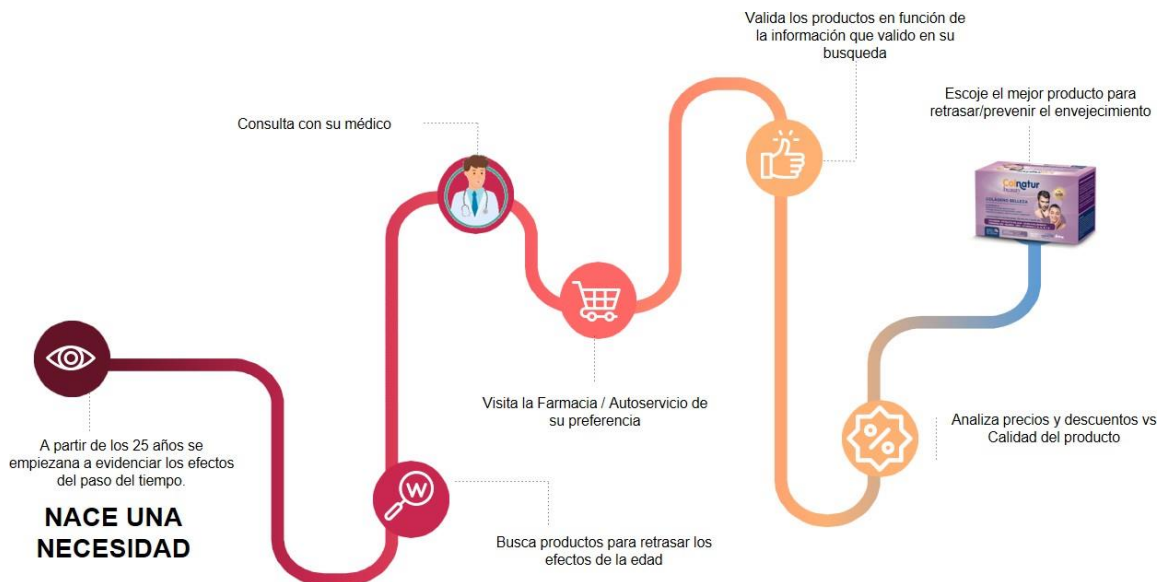 A partir de los 25 años se
empiezana a evidenciar los efectos
del paso del tiempo.
NACE UNA
NECESIDAD
W
Busca productos para retrasar los
efectos de la edad
Consulta con su médico
Visita la Farmacia / Autoservicio de
su preferencia
Valida los productos en función de
la información que valido en su
busqueda
%
Analiza precios y descuentos vs
Calidad del producto
Escoje el mejor producto para
retrasar/prevenir el envejecimiento
Colnatur
COLÁGENO BELLEZA